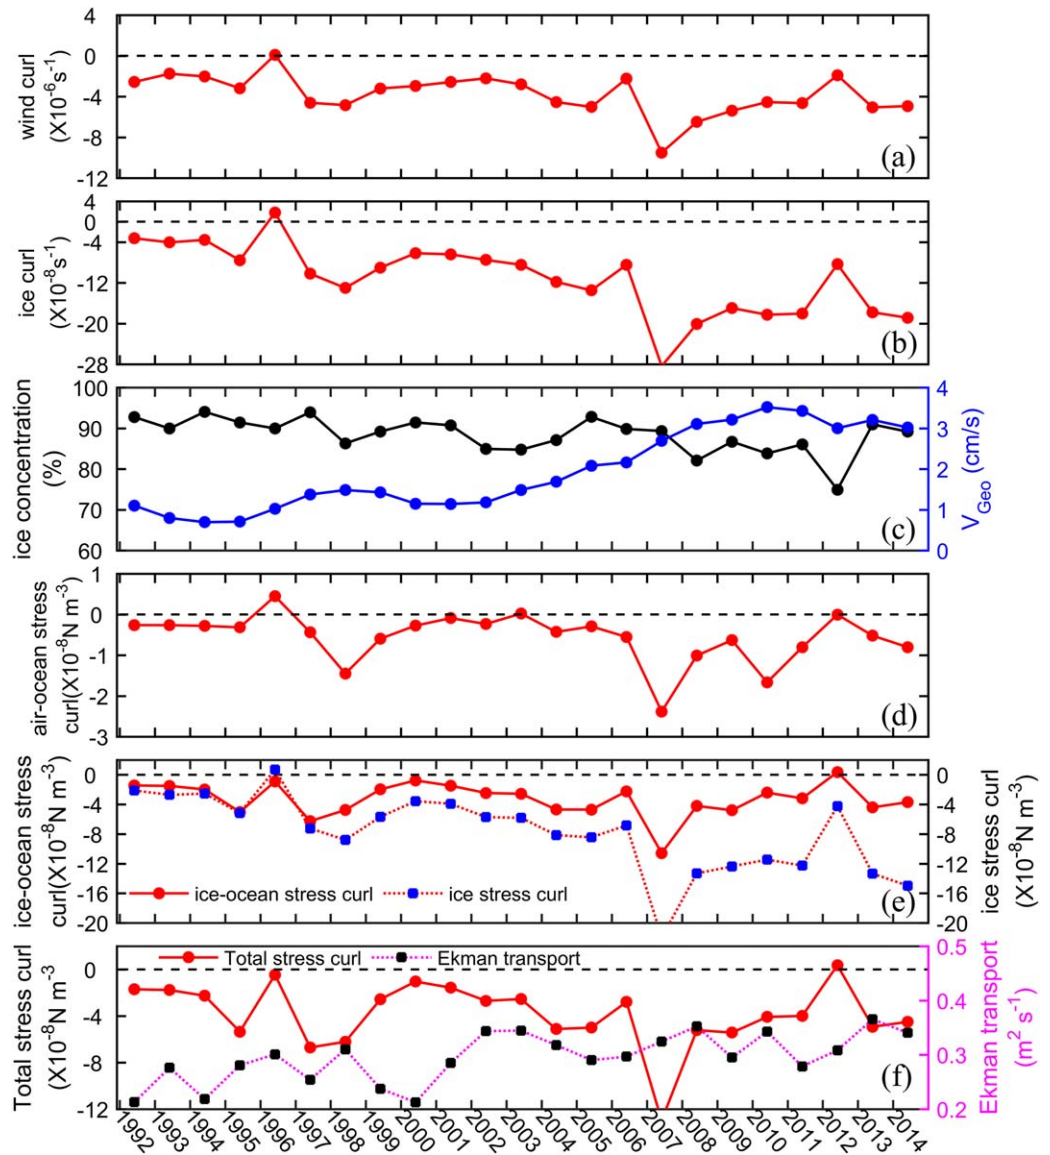 wind curl
(X10-6s-1)
4
0
-4
-8
-12
(a)
ice curl
(X10-8s-1)
4
0
-4
-12
-20
-28
(b)
ice concentration
(%)
100
90
80
70
60
4
3
2
1
0
VGeo (cm/s)
(c)
air-ocean stress
curl(X10-8N m-3)
1
0
-1
-2
-3
(d)
ice-ocean stress
curl(X10-8N m-3)
0
-4
-8
-12
-16
-20
ice-ocean stress curl
ice stress curl
0
-4
-8
-12
-16
-20
ice stress curl
(X10-8N m-3)
(e)
Total stress curl
(X10-8N m-3
2
0
-4
-8
-12
Total stress curl
Ekman transport
0.5
0.4
0.3
0.2
Ekman transport
(m2 s-1)
(f)
1992 1993 1994 1995 1996 1997 1998 1999 2000 2001 2002 2003 2004 2005 2006 2007 2008 2009 2010 2011 2012 2013 2014